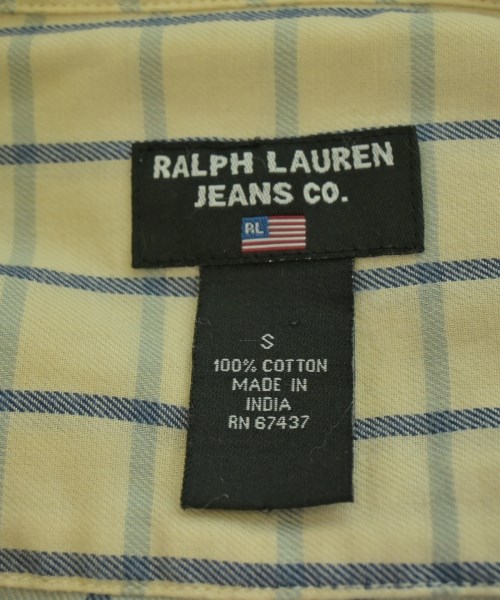 RALPH LAUREN
JEANS CO.
RL
S
100% COTTON
MADE IN
INDIA
RN 67437